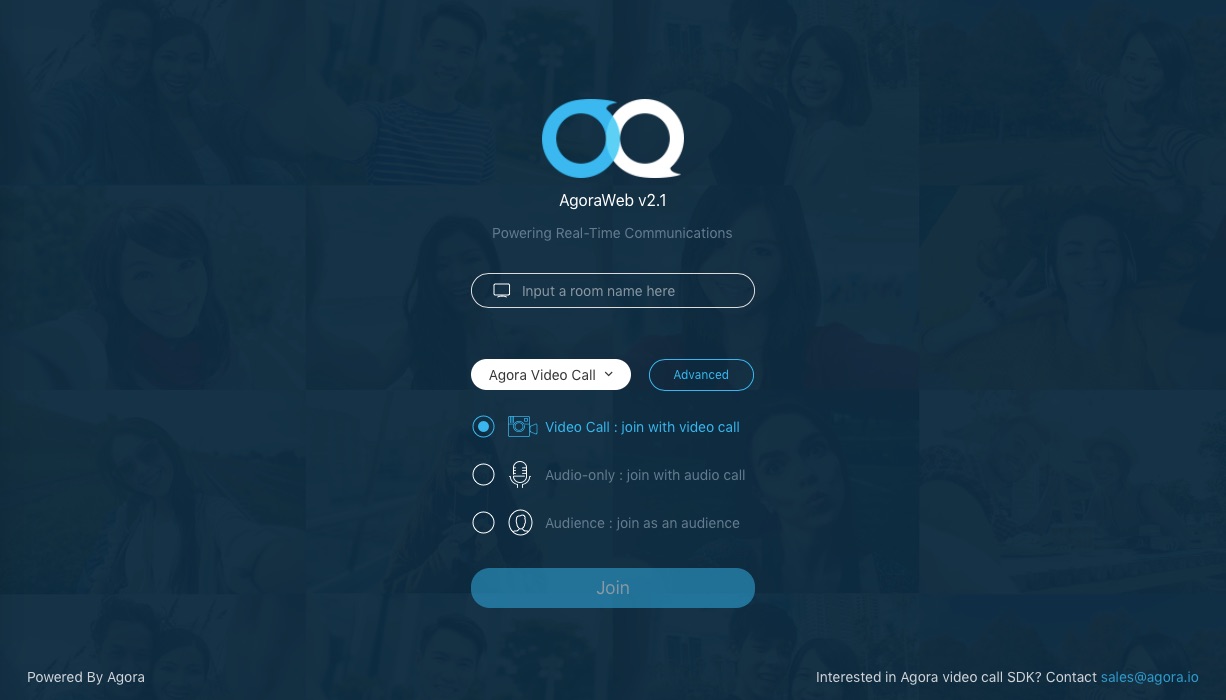 AgoraWeb v2.1
Powering Real-Time Communications
Input a room name here
Agora Video Call
Advanced
Video Call : join with video call
Audio-only : join with audio call
Audience : join as an audience
Join
Powered By Agora
Interested in Agora video call SDK? Contact sales@agora.io